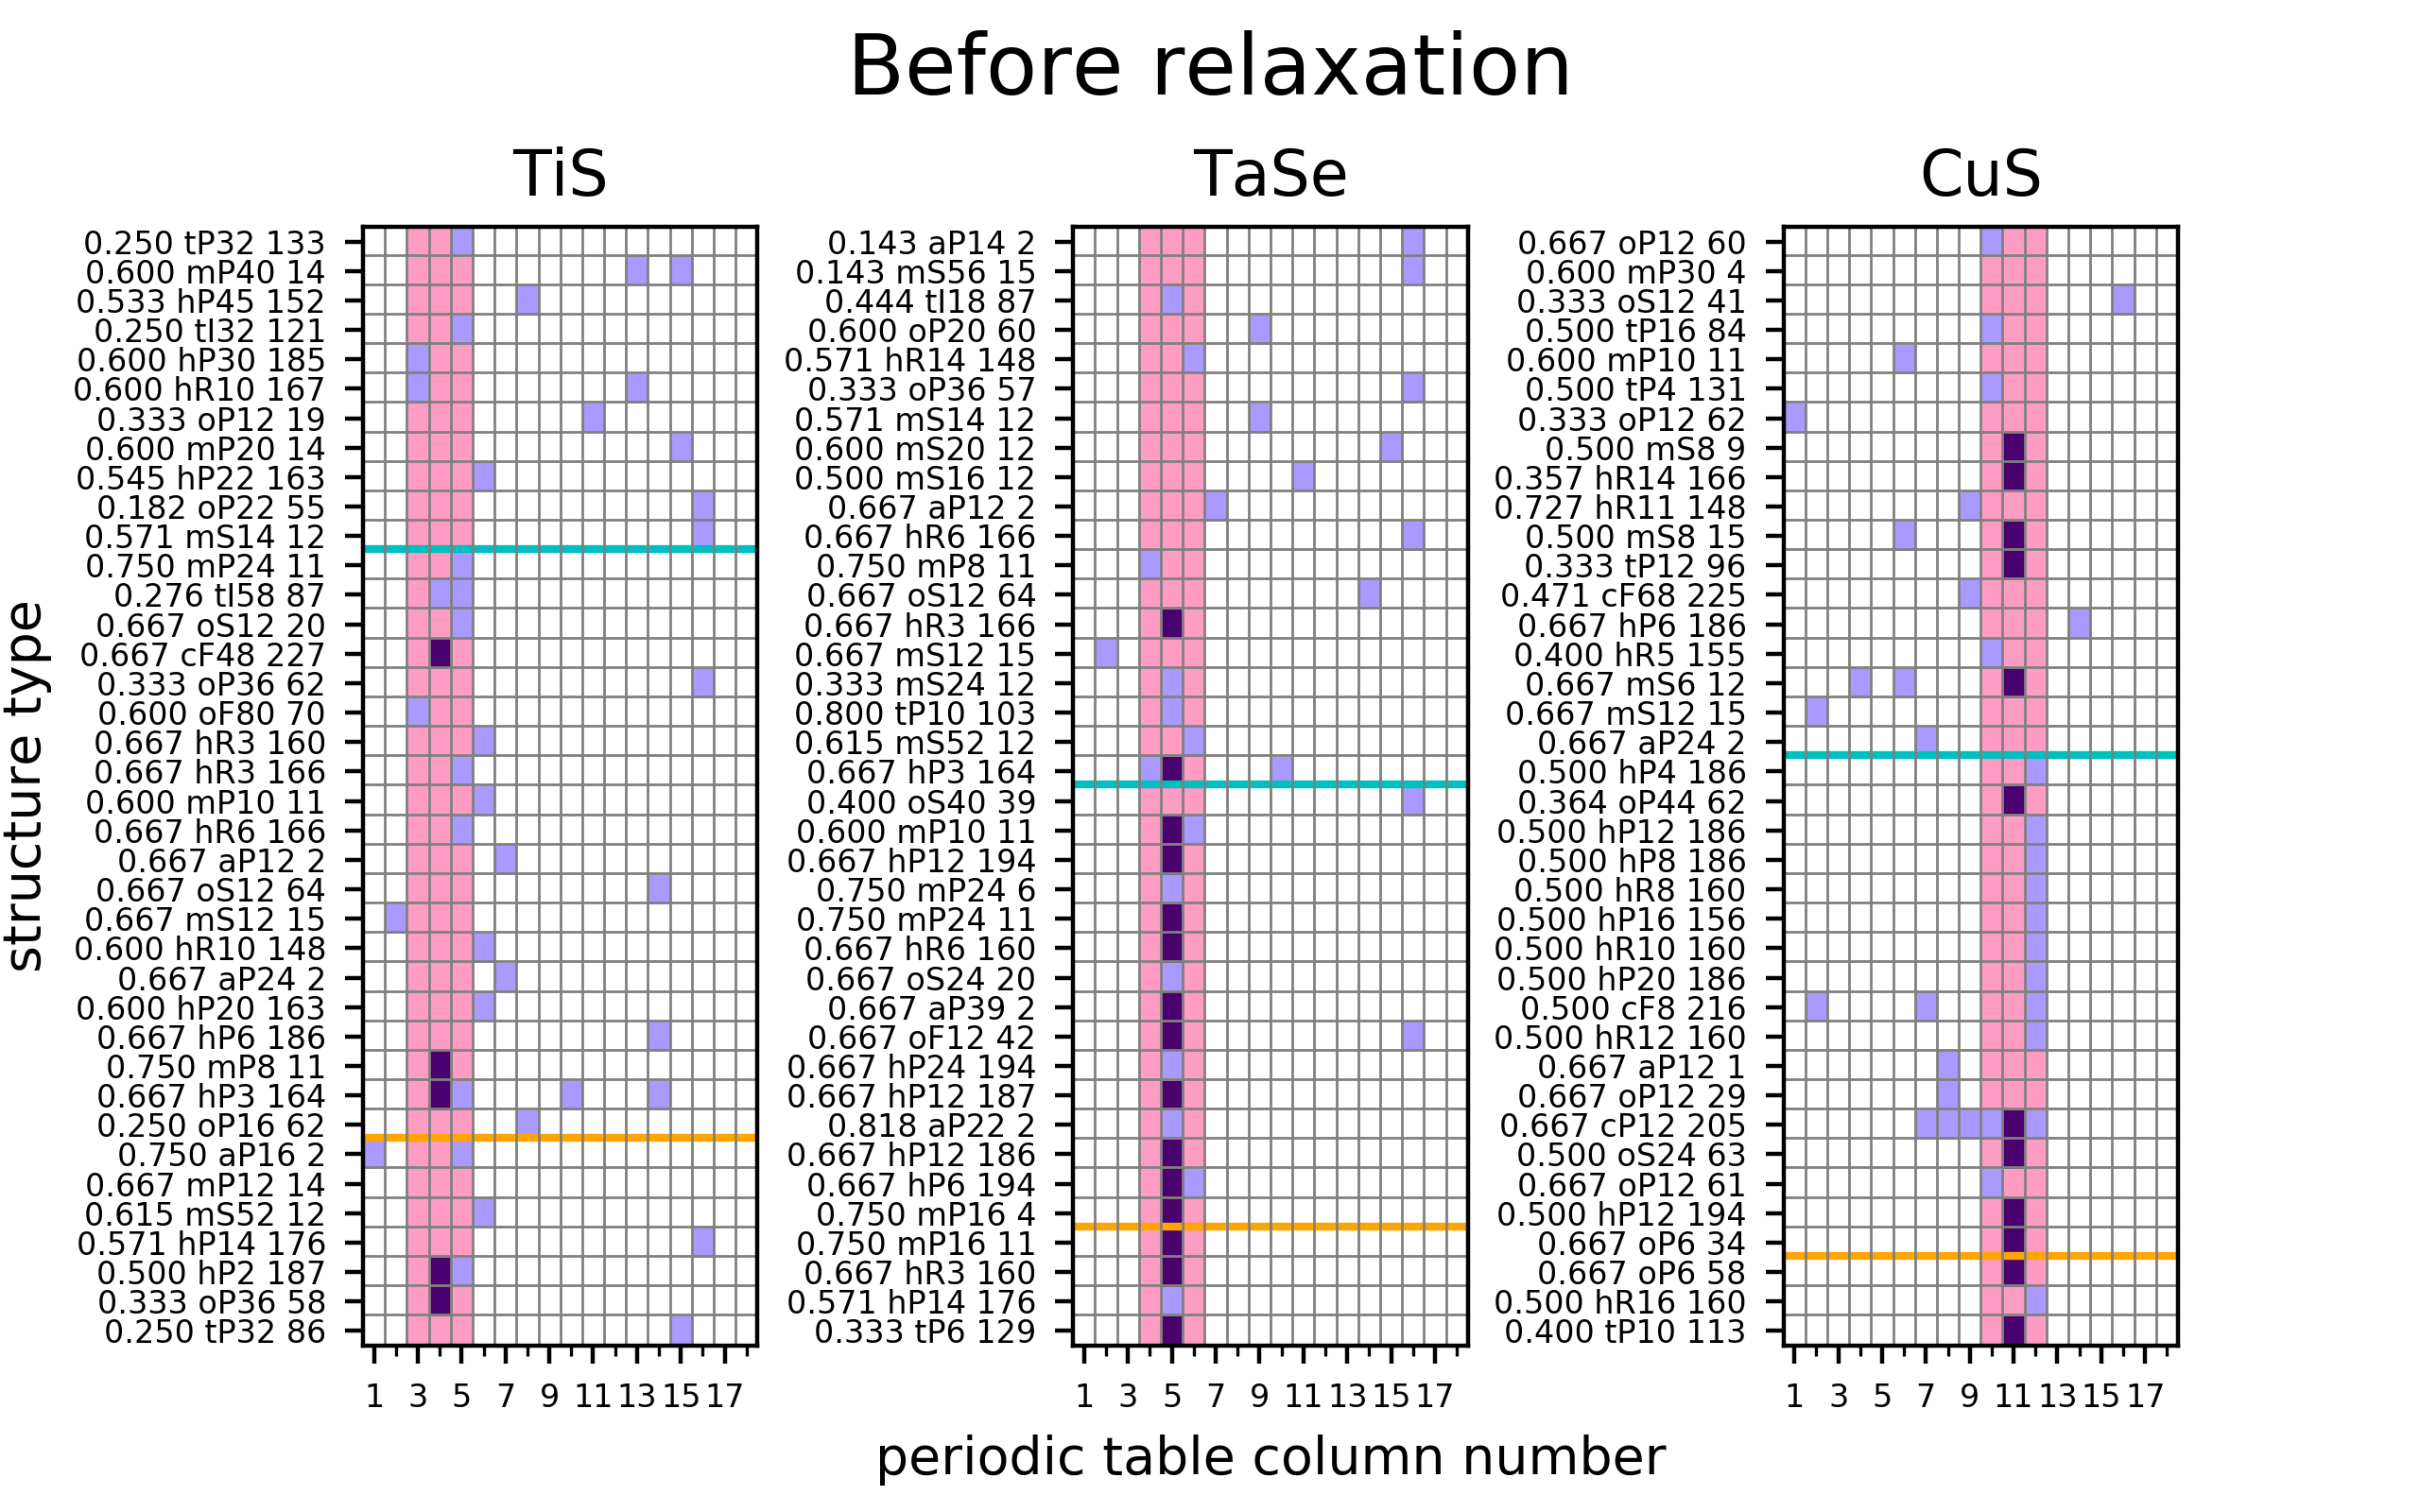 Before relaxation
TiS
TaSe
CuS
structure type
0.250 tP32 133
0.600 mP40 14
0.533 hP45 152
0.250 tI32 121
0.600 hP30 185
0.600 hR10 167
0.333 oP12 19
0.600 mP20 14
0.545 hP22 163
0.182 oP22 55
0.571 mS14 12
0.750 mP24 11
0.276 tI58 87
0.667 oS12 20
0.667 cF48 227
0.333 oP36 62
0.600 oF80 70
0.667 hR3 160
0.667 hR3 166
0.600 mP10 11
0.667 hR6 166
0.667 aP12 2
0.667 oS12 64
0.667 mS12 15
0.600 hR10 148
0.667 aP24 2
0.600 hP20 163
0.667 hP6 186
0.750 mP8 11
0.667 hP3 164
0.250 oP16 62
0.750 aP16 2
0.667 mP12 14
0.615 mS52 12
0.571 hP14 176
0.500 hP2 187
0.333 oP36 58
0.250 tP32 86
1 3 5 7 9 11 13 15 17
0.143 aP14 2
0.143 mS56 15
0.444 tI18 87
0.600 oP20 60
0.571 hR14 148
0.333 oP36 57
0.571 mS14 12
0.600 mS20 12
0.500 mS16 12
0.667 aP12 2
0.667 hR6 166
0.750 mP8 11
0.667 oS12 64
0.667 hR3 166
0.667 mS12 15
0.333 mS24 12
0.800 tP10 103
0.615 mS52 12
0.667 hP3 164
0.400 oS40 39
0.600 mP10 11
0.667 hP12 194
0.750 mP24 6
0.750 mP24 11
0.667 hR6 160
0.667 oS24 20
0.667 aP39 2
0.667 oF12 42
0.667 hP24 194
0.667 hP12 187
0.818 aP22 2
0.667 hP12 186
0.667 hP6 194
0.750 mP16 4
0.750 mP16 11
0.667 hR3 160
0.571 hP14 176
0.333 tP6 129
1 3 5 7 9 11 13 15 17
0.667 oP12 60
0.600 mP30 4
0.333 oS12 41
0.500 tP16 84
0.600 mP10 11
0.500 tP4 131
0.333 oP12 62
0.500 mS8 9
0.357 hR14 166
0.727 hR11 148
0.500 mS8 15
0.333 tP12 96
0.471 cF68 225
0.667 hP6 186
0.400 hR5 155
0.667 mS6 12
0.667 mS12 15
0.667 aP24 2
0.500 hP4 186
0.364 oP44 62
0.500 hP12 186
0.500 hP8 186
0.500 hR8 160
0.500 hP16 156
0.500 hR10 160
0.500 hP20 186
0.500 cF8 216
0.500 hR12 160
0.667 aP12 1
0.667 oP12 29
0.667 cP12 205
0.500 oS24 63
0.667 oP12 61
0.500 hP12 194
0.667 oP6 34
0.667 oP6 58
0.500 hR16 160
0.400 tP10 113
1 3 5 7 9 11 13 15 17
periodic table column number